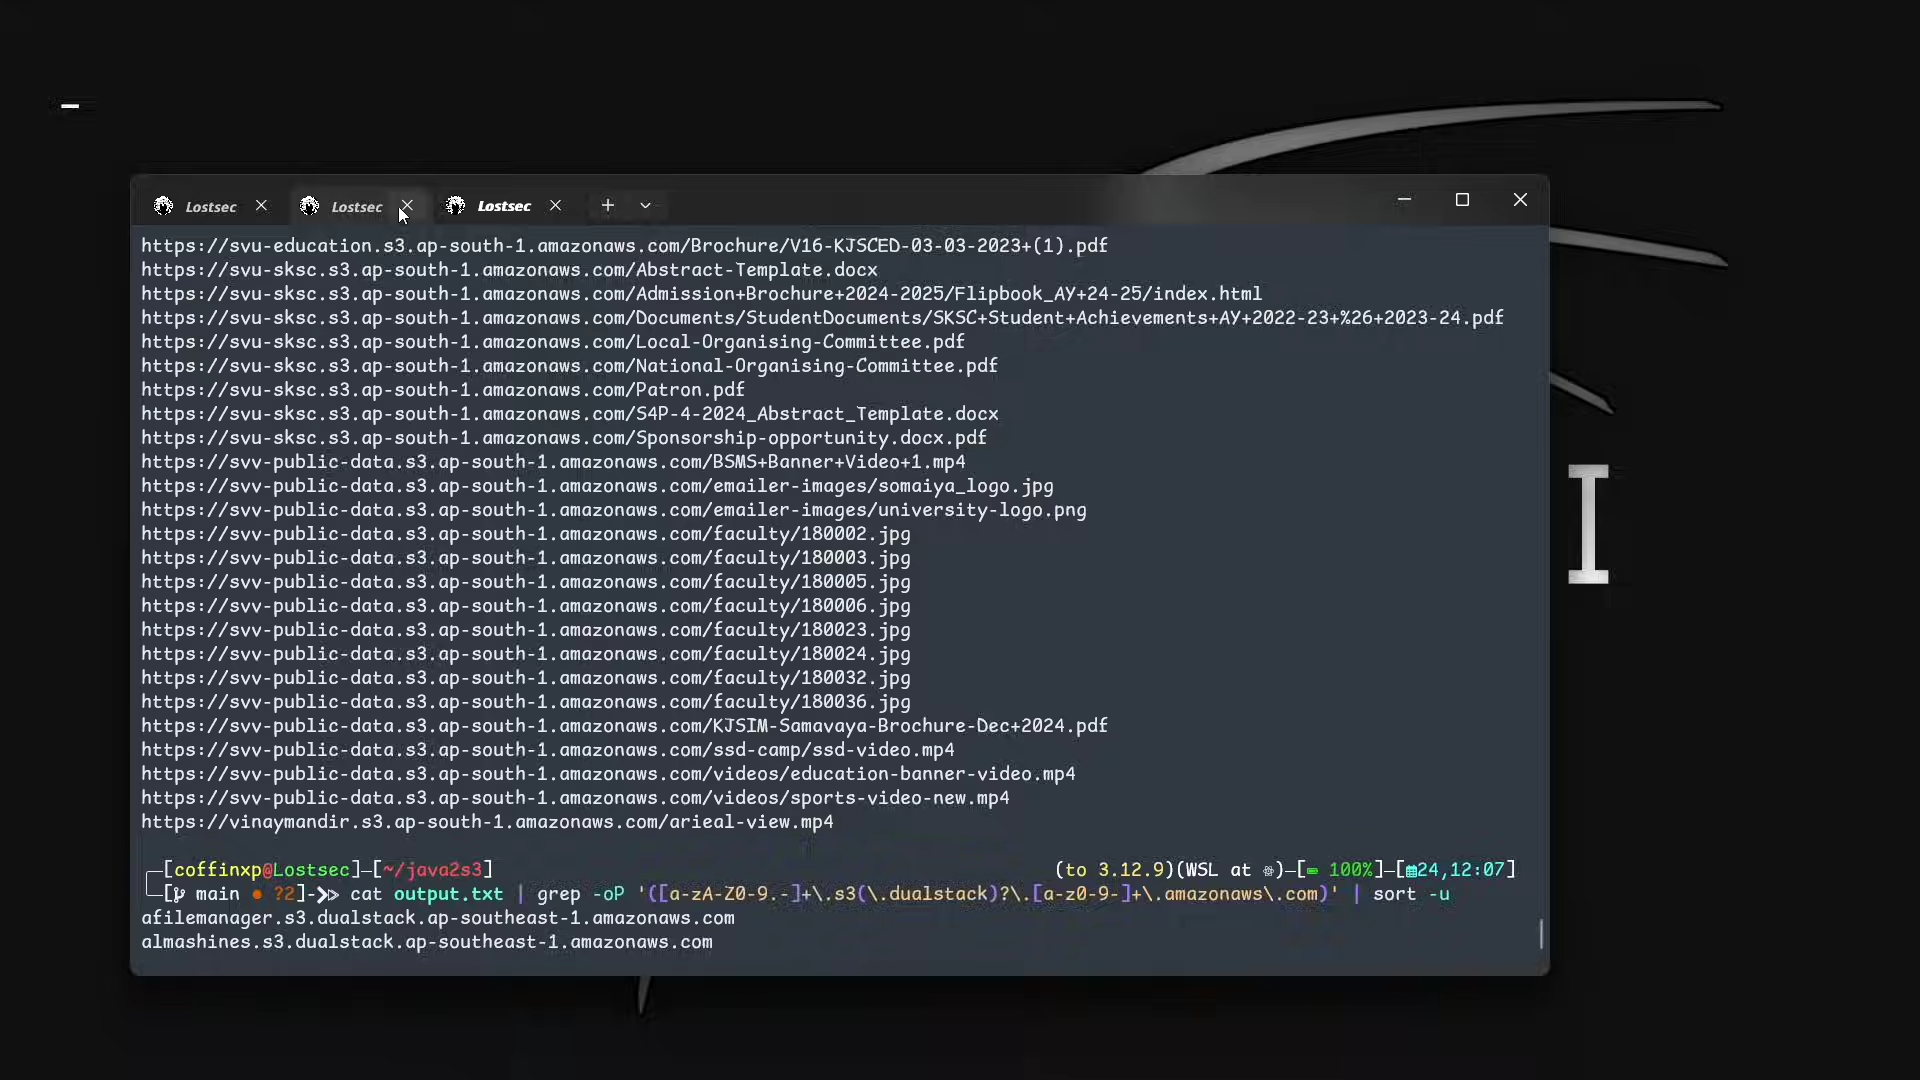 Lostsec Lostsec Lostsec
https://svu-education.s3.ap-south-1.amazonaws.com/Brochure/V16-KJSCED-03-03-2023+(1).pdf
https://svu-sksc.s3.ap-south-1.amazonaws.com/Abstract-Template.docx
https://svu-sksc.s3.ap-south-1.amazonaws.com/Admission+Brochure+2024-2025/Flipbook_AY+24-25/index.html
https://svu-sksc.s3.ap-south-1.amazonaws.com/Documents/StudentDocuments/SKSC+Student+Achievements+AY+2022-23+%26+2023-24.pdf
https://svu-sksc.s3.ap-south-1.amazonaws.com/Local-Organising-Committee.pdf
https://svu-sksc.s3.ap-south-1.amazonaws.com/National-Organising-Committee.pdf
https://svu-sksc.s3.ap-south-1.amazonaws.com/Patron.pdf
https://svu-sksc.s3.ap-south-1.amazonaws.com/S4P-4-2024_Abstract_Template.docx
https://svu-sksc.s3.ap-south-1.amazonaws.com/Sponsorship-opportunity.docx.pdf
https://svv-public-data.s3.ap-south-1.amazonaws.com/BSMS+Banner+Video+1.mp4
https://svv-public-data.s3.ap-south-1.amazonaws.com/emailer-images/somaiya_logo.jpg
https://svv-public-data.s3.ap-south-1.amazonaws.com/emailer-images/university-logo.png
https://svv-public-data.s3.ap-south-1.amazonaws.com/faculty/180002.jpg
https://svv-public-data.s3.ap-south-1.amazonaws.com/faculty/180003.jpg
https://svv-public-data.s3.ap-south-1.amazonaws.com/faculty/180005.jpg
https://svv-public-data.s3.ap-south-1.amazonaws.com/faculty/180006.jpg
https://svv-public-data.s3.ap-south-1.amazonaws.com/faculty/180023.jpg
https://svv-public-data.s3.ap-south-1.amazonaws.com/faculty/180024.jpg
https://svv-public-data.s3.ap-south-1.amazonaws.com/faculty/180032.jpg
https://svv-public-data.s3.ap-south-1.amazonaws.com/faculty/180036.jpg
https://svv-public-data.s3.ap-south-1.amazonaws.com/KJSIM-Samavaya-Brochure-Dec+2024.pdf
https://svv-public-data.s3.ap-south-1.amazonaws.com/ssd-camp/ssd-video.mp4
https://svv-public-data.s3.ap-south-1.amazonaws.com/videos/education-banner-video.mp4
https://svv-public-data.s3.ap-south-1.amazonaws.com/videos/sports-video-new.mp4
https://vinaymandir.s3.ap-south-1.amazonaws.com/arieal-view.mp4
[coffinxp@Lostsec]-[~/java2s3] (to 3.12.9)(WSL at )-[100%]-[24,12:07]
[main ● ?2]-> cat output.txt | grep -oP '([a-zA-Z0-9.-]+\.s3(\.dualstack)?\.[a-z0-9-]+\.amazonaws\.com)' | sort -u
afilemanager.s3.dualstack.ap-southeast-1.amazonaws.com
almashines.s3.dualstack.ap-southeast-1.amazonaws.com